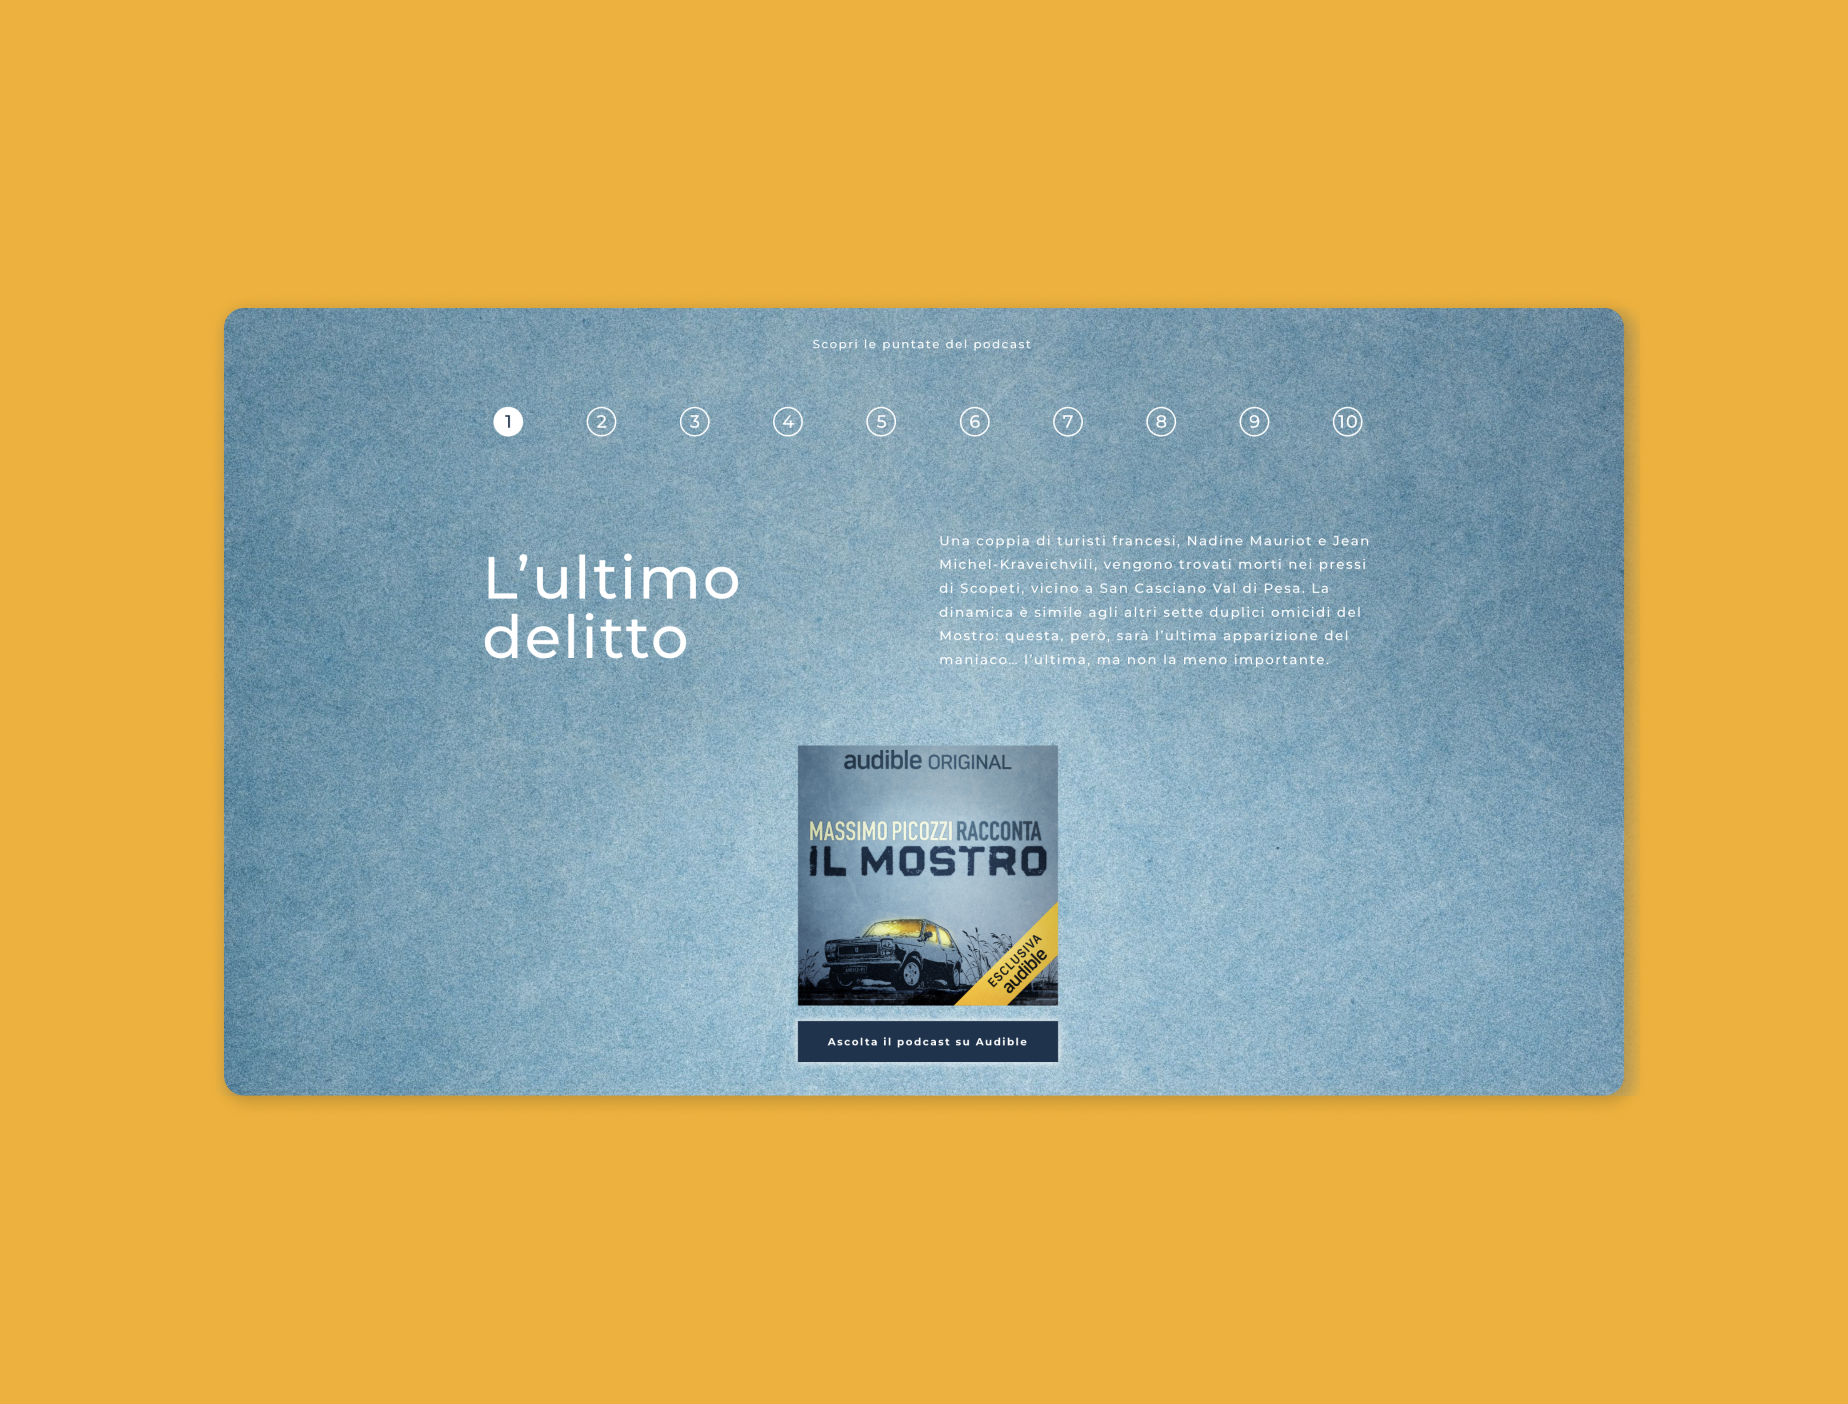 Scopri le puntate del podcast
1 2 3 4 5 6 7 8 9 10
L’ultimo
delitto
Una coppia di turisti francesi, Nadine Mauriot e Jean
Michel-Kraveichvili, vengono trovati morti nei pressi
di Scopeti, vicino a San Casciano Val di Pesa. La
dinamica è simile agli altri sette duplici omicidi del
Mostro: questa, però, sarà l’ultima apparizione del
maniaco… l’ultima, ma non la meno importante.
audible ORIGINAL
MASSIMO PICOZZI RACCONTA
IL MOSTRO
ESCLUSIVA
audible
Ascolta il podcast su Audible